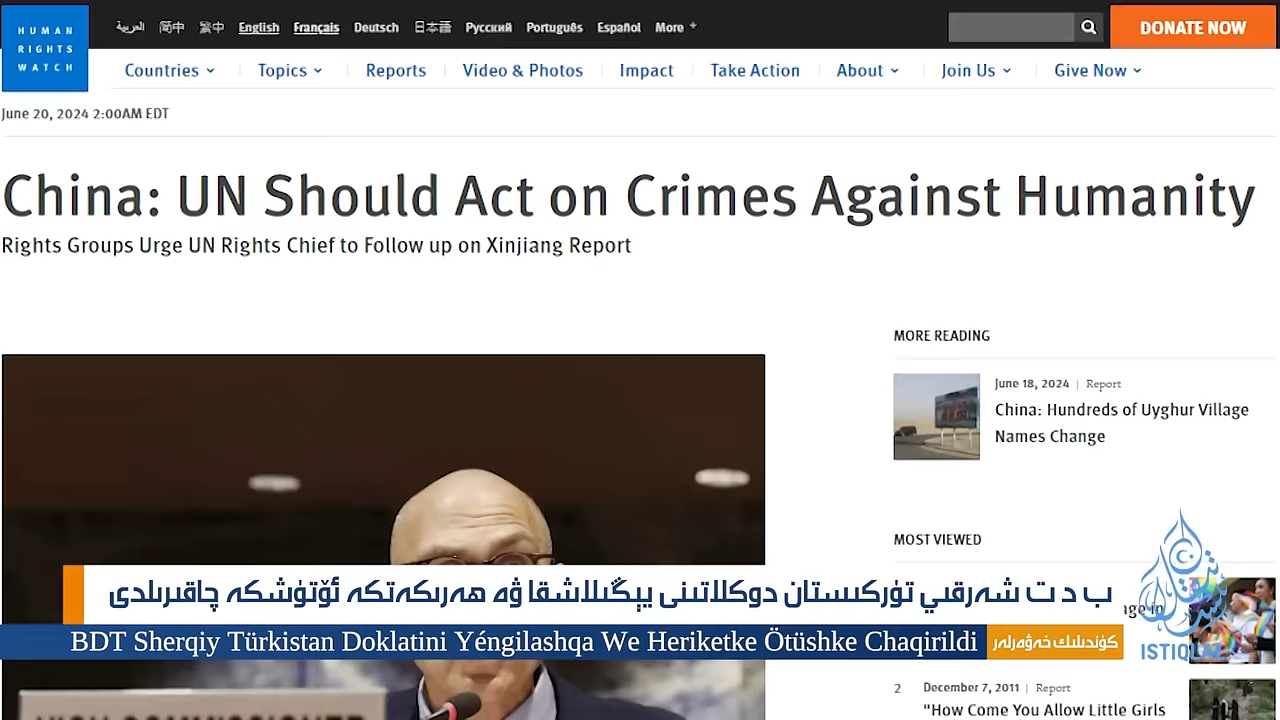 HUMAN
RIGHTS
WATCH
العربية 简中 繁中 English Français Deutsch 日本語 Русский Português Español More +
DONATE NOW
Countries Topics Reports Video & Photos Impact Take Action About Join Us Give Now
June 20, 2024 2:00AM EDT
China: UN Should Act on Crimes Against Humanity
Rights Groups Urge UN Rights Chief to Follow up on Xinjiang Report
MORE READING
June 18, 2024 | Report
China: Hundreds of Uyghur Village
Names Change
MOST VIEWED
ب د ت شەرقىي تۈركىستان دوكلاتىنى يېڭىلاشقا ۋە ھەرىكەتكە ئۆتۈشكە چاقىرىلدى
BDT Sherqiy Türkistan Doklatini Yéngilashqa We Heriketke Ötüshke Chaqirildi
كۈندىلىك خەۋەرلەر
ISTIQLAL
2 December 7, 2011 | Report
"How Come You Allow Little Girls